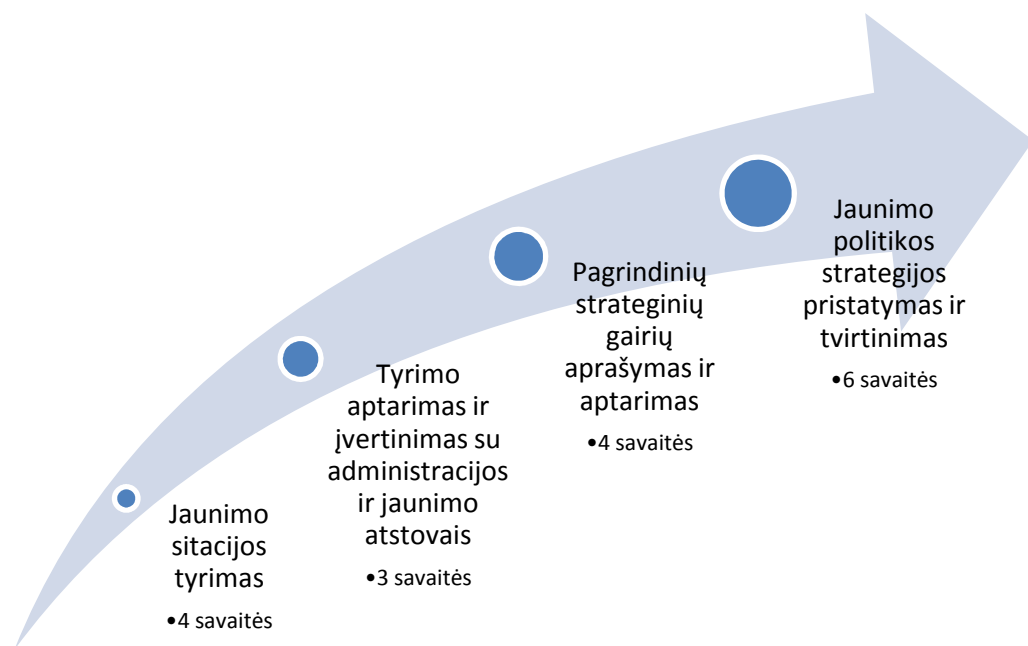 Jaunimo
sitacijos
tyrimas
•4 savaitės
Tyrimo
aptarimas ir
įvertinimas su
administracijos
ir jaunimo
atstovais
•3 savaitės
Pagrindinių
strateginių
gairių
aprašymas ir
aptarimas
•4 savaitės
Jaunimo
politikos
strategijos
pristatymas ir
tvirtinimas
•6 savaitės